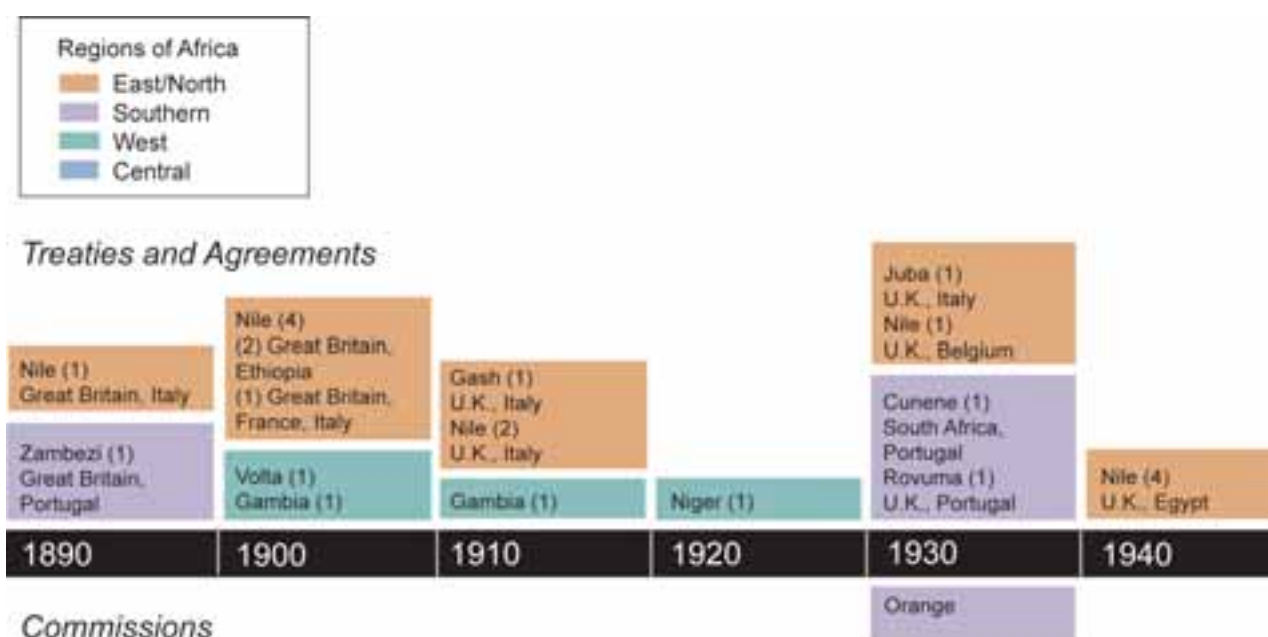 Regions of Africa
East/North
Southern
West
Central
Treaties and Agreements
Nile (1)
Great Britain, Italy
Zambezi (1)
Great Britain,
Portugal
Nile (4)
(2) Great Britain,
Ethiopia
(1) Great Britain,
France, Italy
Volta (1)
Gambia (1)
Gash (1)
U.K., Italy
Nile (2)
U.K., Italy
Gambia (1)
Niger (1)
Juba (1)
U.K., Italy
Nile (1)
U.K., Belgium
Cunene (1)
South Africa,
Portugal
Rovuma (1)
U.K., Portugal
Nile (4)
U.K., Egypt
1890
1900
1910
1920
1930
1940
Commissions
Orange